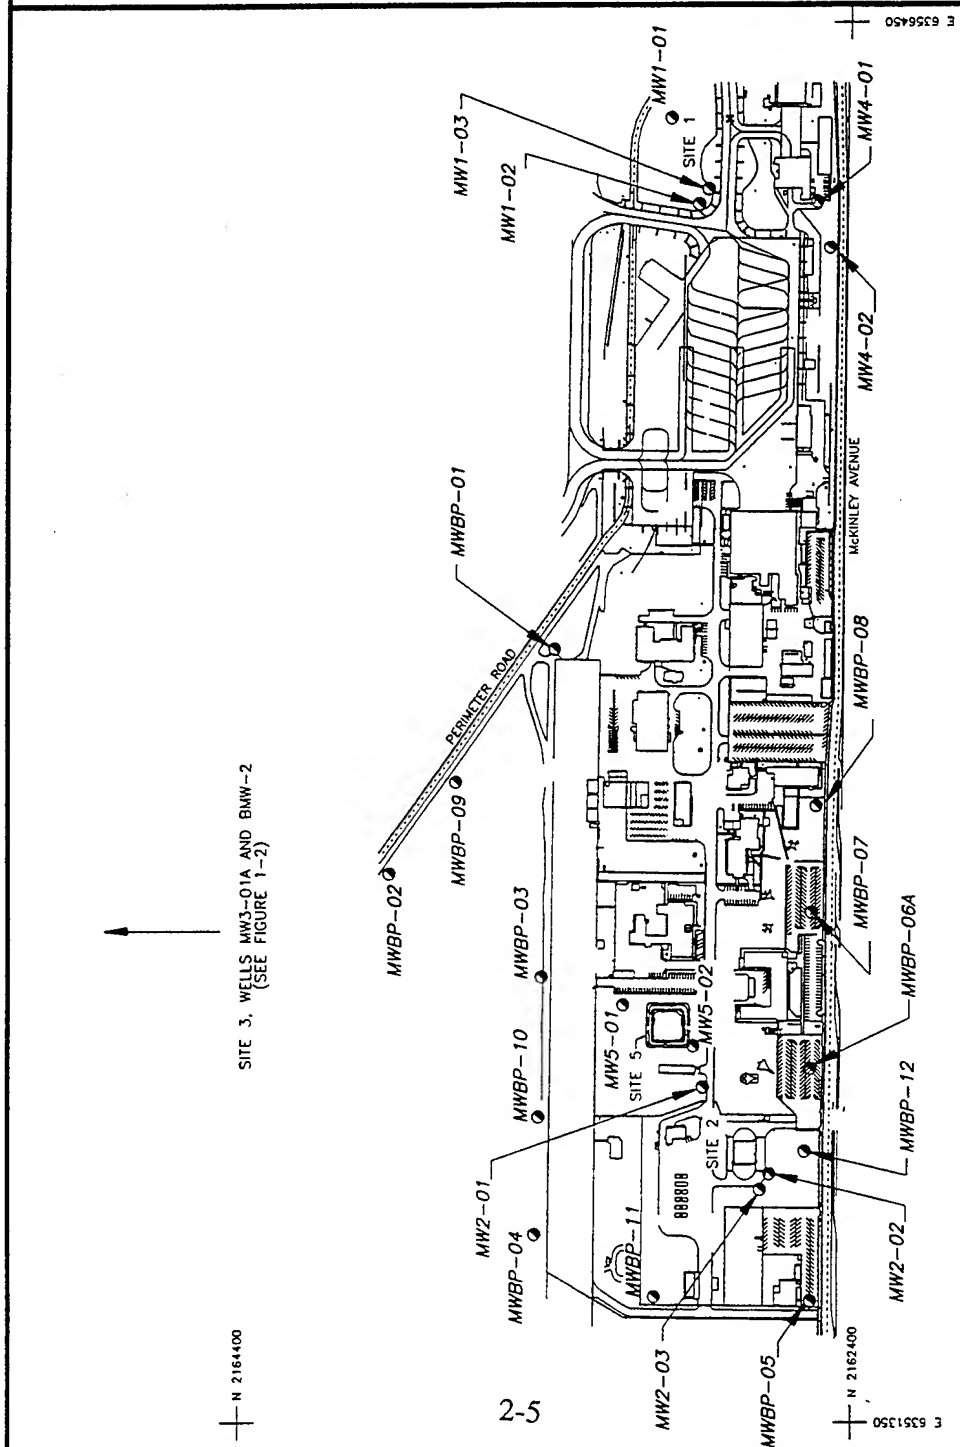 E 6356450
MW1-01
MW1-03
MW1-02
SITE 1
MW4-01
MW4-02
McKINLEY AVENUE
MWBP-01
PERIMETER ROAD
MWBP-08
MWBP-09
MWBP-02
SITE 3, WELLS MW3-01A AND BMW-2
(SEE FIGURE 1-2)
MWBP-03
MWBP-07
MWBP-06A
MW5-01
SITE 5
MW5-02
MWBP-10
MW2-01
MWBP-04
SITE 2
MWBP-12
MWBP-11
MW2-02
MW2-03
MWBP-05
N 2164400
N 2162400
E 6351350
2-5